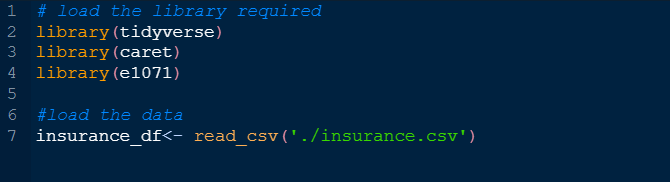 1 # load the library required
2 library(tidyverse)
3 library(caret)
4 library(e1071)
5
6 #load the data
7 insurance_df<- read_csv('./insurance.csv')